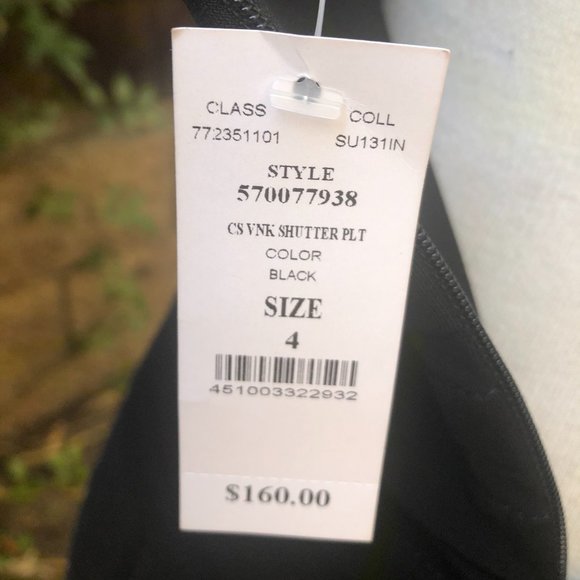 CLASS COLL
772351101 SU131IN
STYLE
570077938
CS VNK SHUTTER PLT
COLOR
BLACK
SIZE
4
451003322932
$160.00